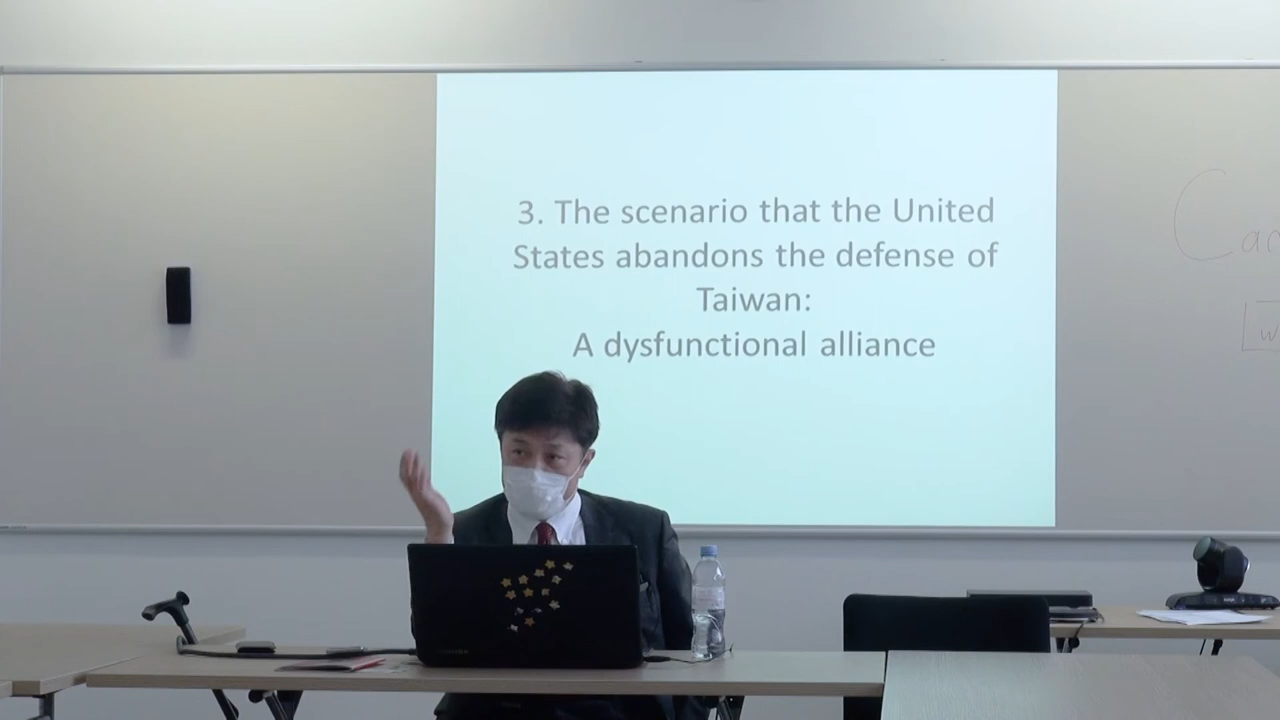 3. The scenario that the United
States abandons the defense of
Taiwan:
A dysfunctional alliance